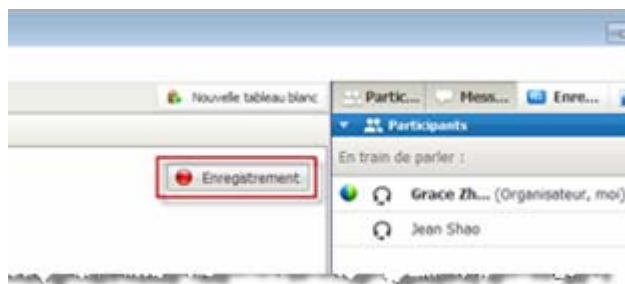 Nouvelle tableau blanc
Partic... Mess... Enre...
Participants
En train de parler :
Enregistrement
Grace Zh... (Organisateur, moi)
Jean Shao